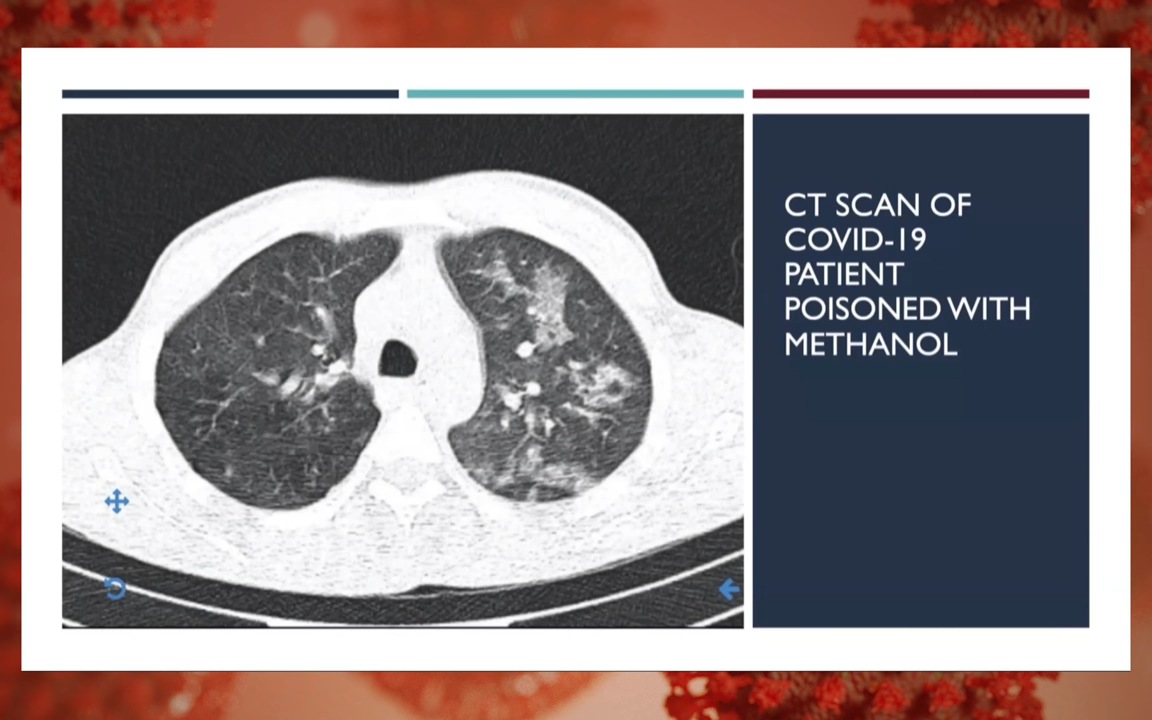 CT SCAN OF
COVID-19
PATIENT
POISONED WITH
METHANOL